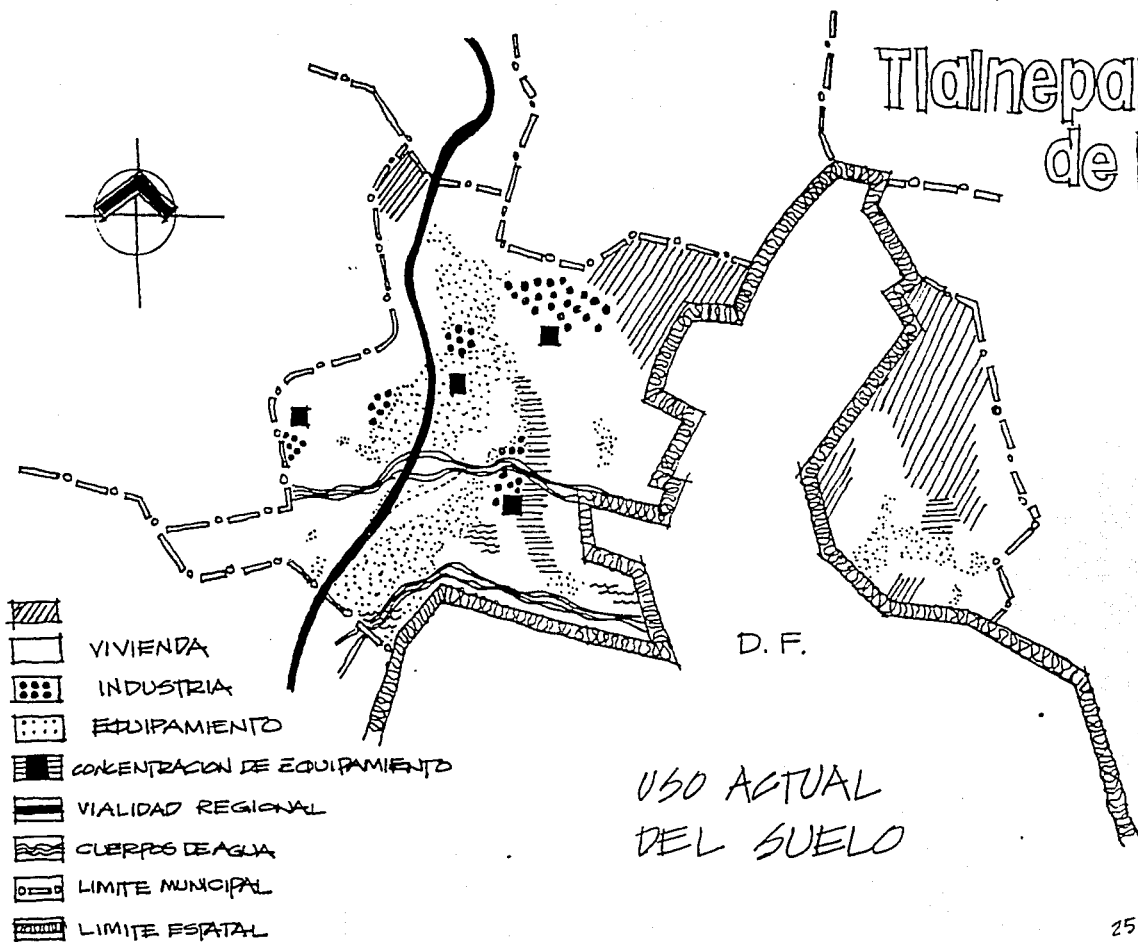 Tlalnepa
de
VIVIENDA
INDUSTRIA
EQUIPAMIENTO
CONCENTRACION DE EQUIPAMIENTO
VIALIDAD REGIONAL
CUERPOS DE AGUA
LIMITE MUNICIPAL
LIMITE ESTATAL
D. F.
USO ACTUAL
DEL SUELO
25